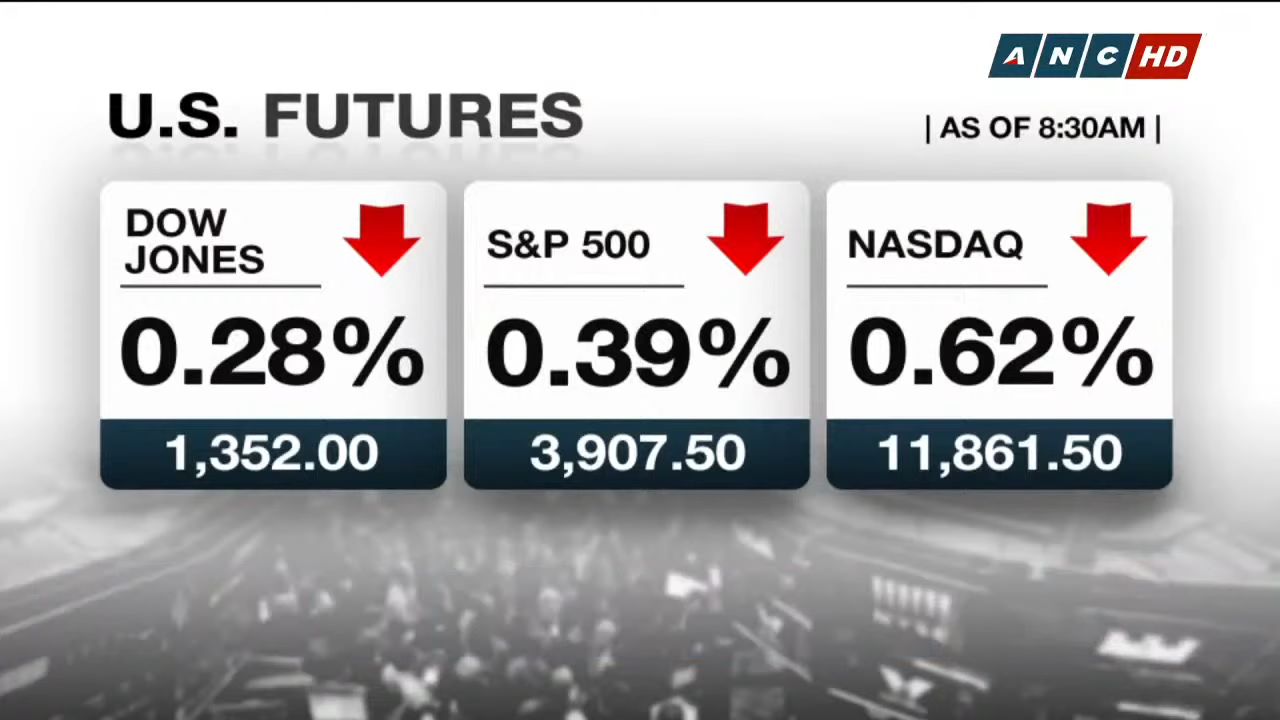 ANC HD
U.S. FUTURES
| AS OF 8:30AM |
DOW
JONES
0.28%
1,352.00
S&P 500
0.39%
3,907.50
NASDAQ
0.62%
11,861.50